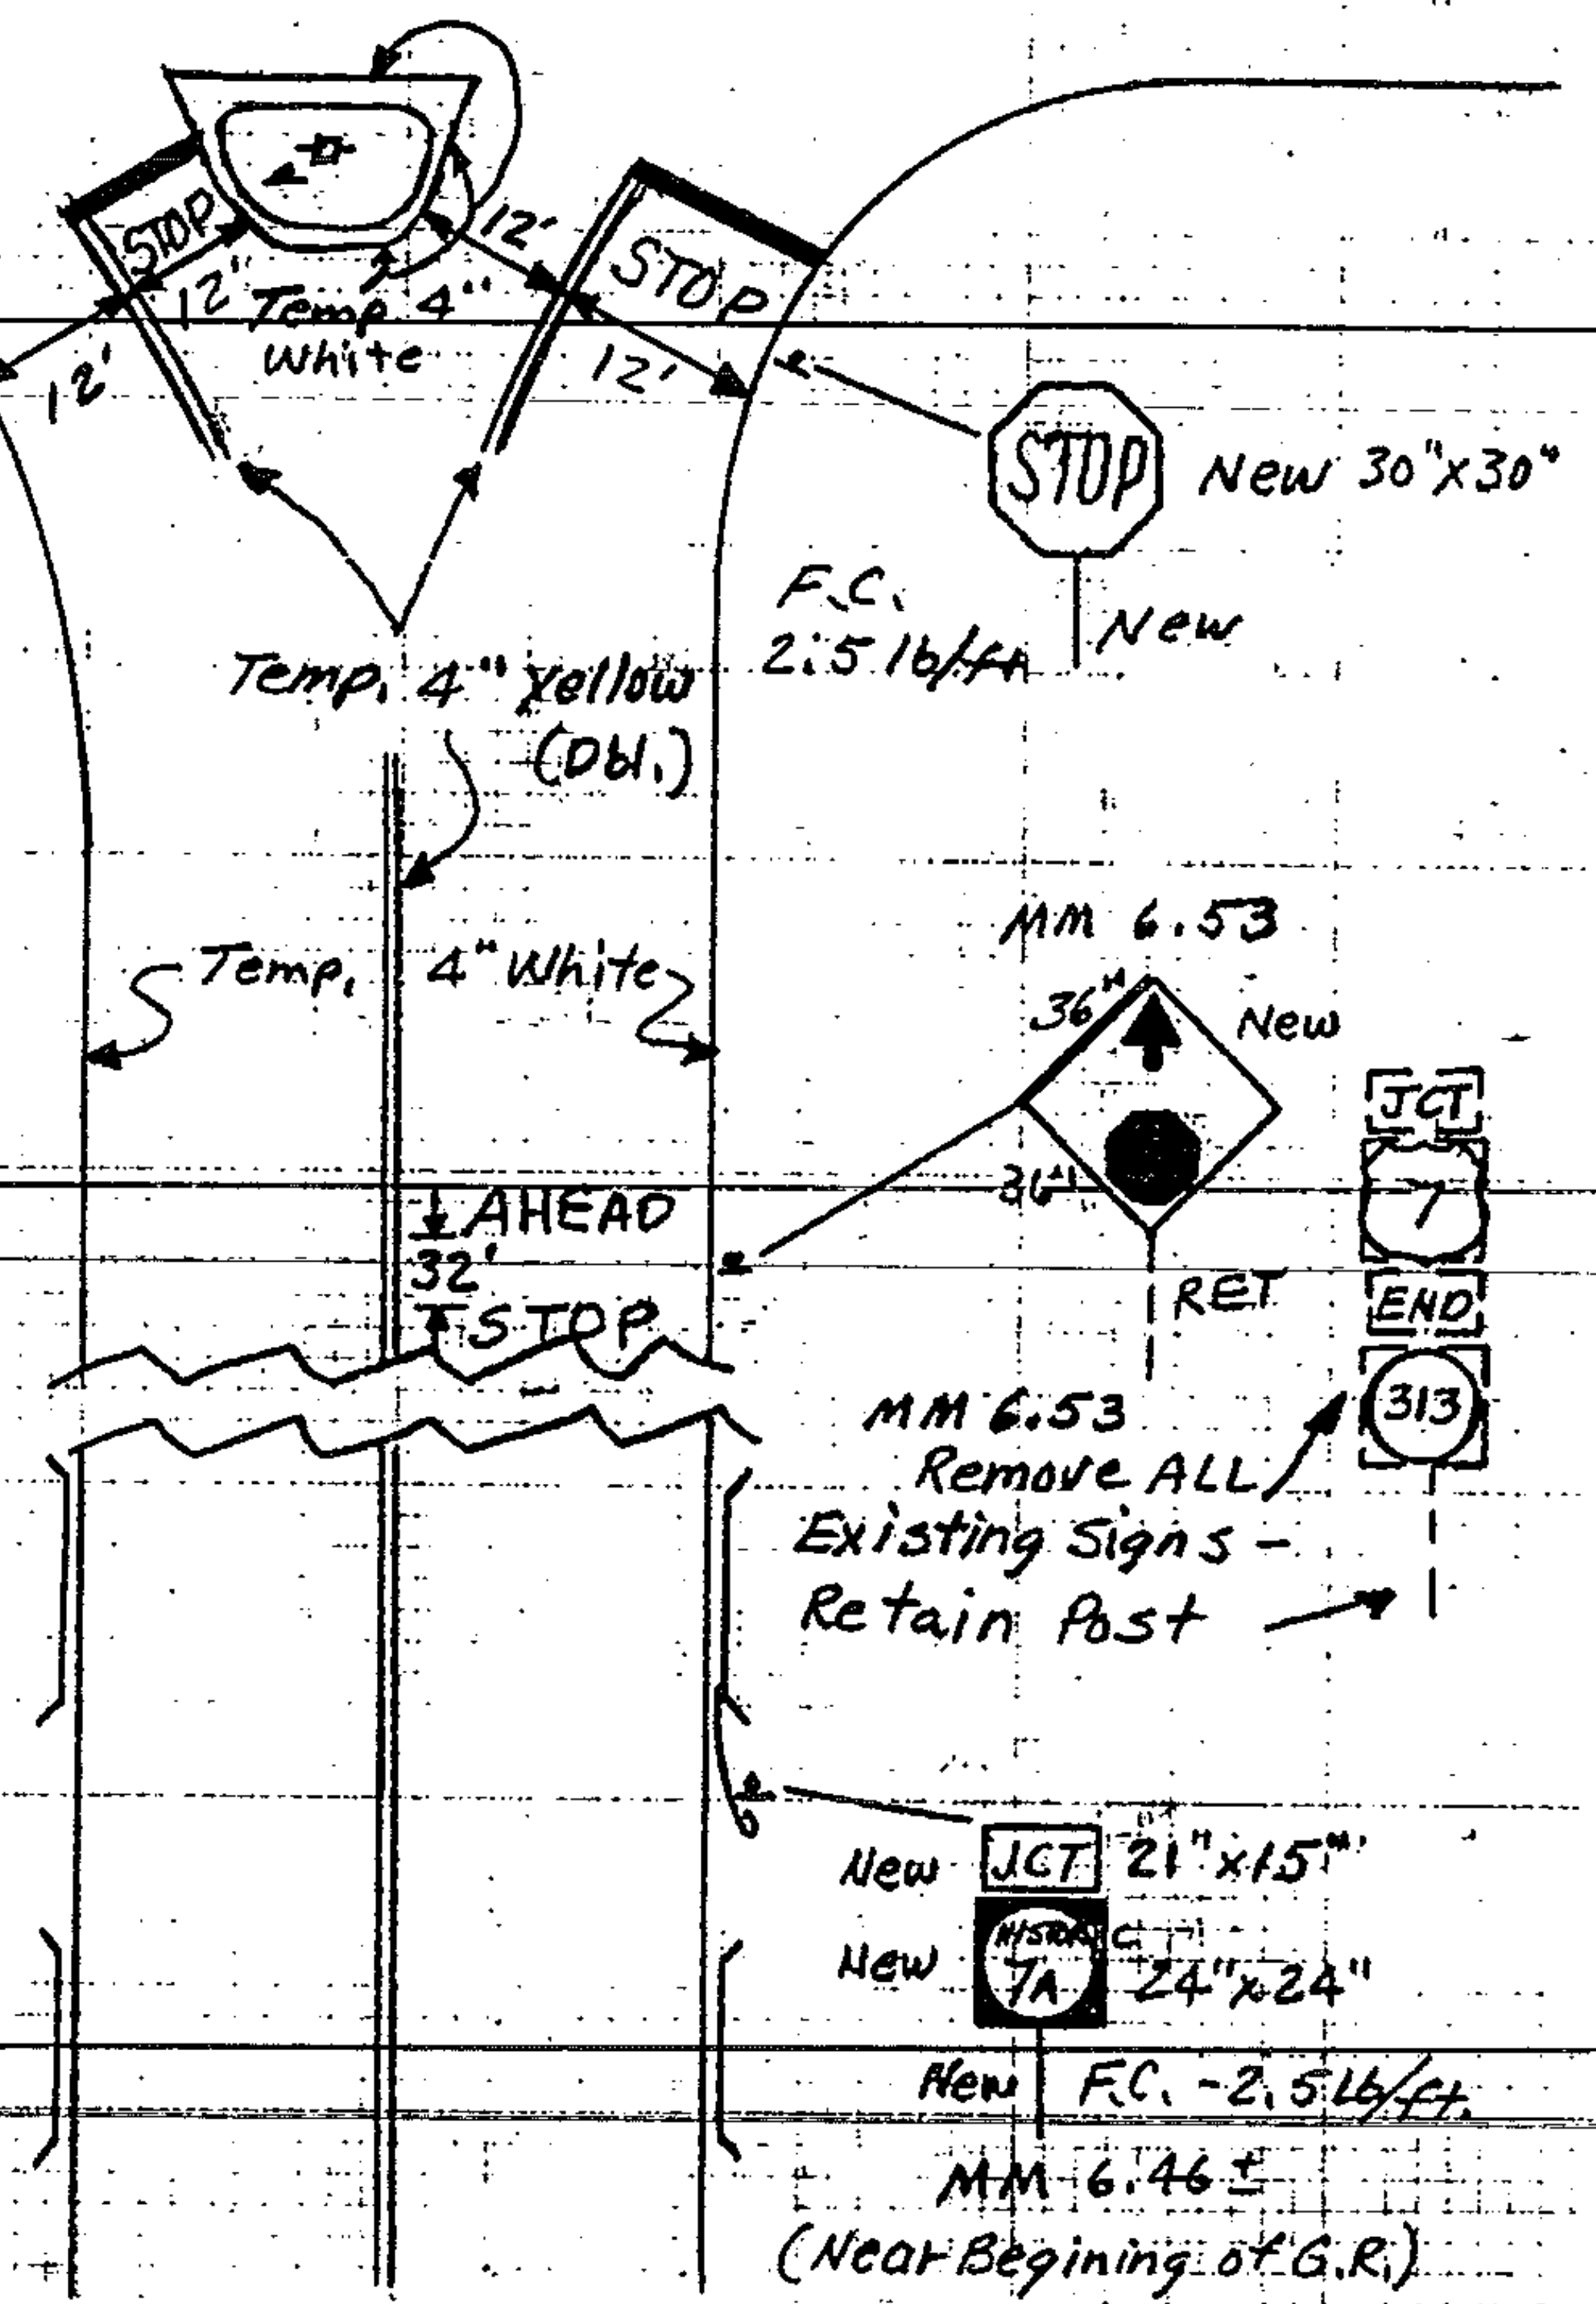 STOP
12'
12'
12'
Temp 4"
White
STOP
12'
STOP
New 30"x30"
New
F.C.
2.5 lb/ft
Temp. 4" Yellow
(Dbl.)
Temp. 4" White
MM 6.53
36"
New
36"
RET
AHEAD
32'
STOP
JCT
7
END
313
MM 6.53
Remove ALL
Existing Signs -
Retain Post
New JCT 21"x15"
New HISTORIC
7A 24"x24"
New F.C. - 2.5 Lb/ft.
MM 6.46 ±
(Near Begining of G.R.)